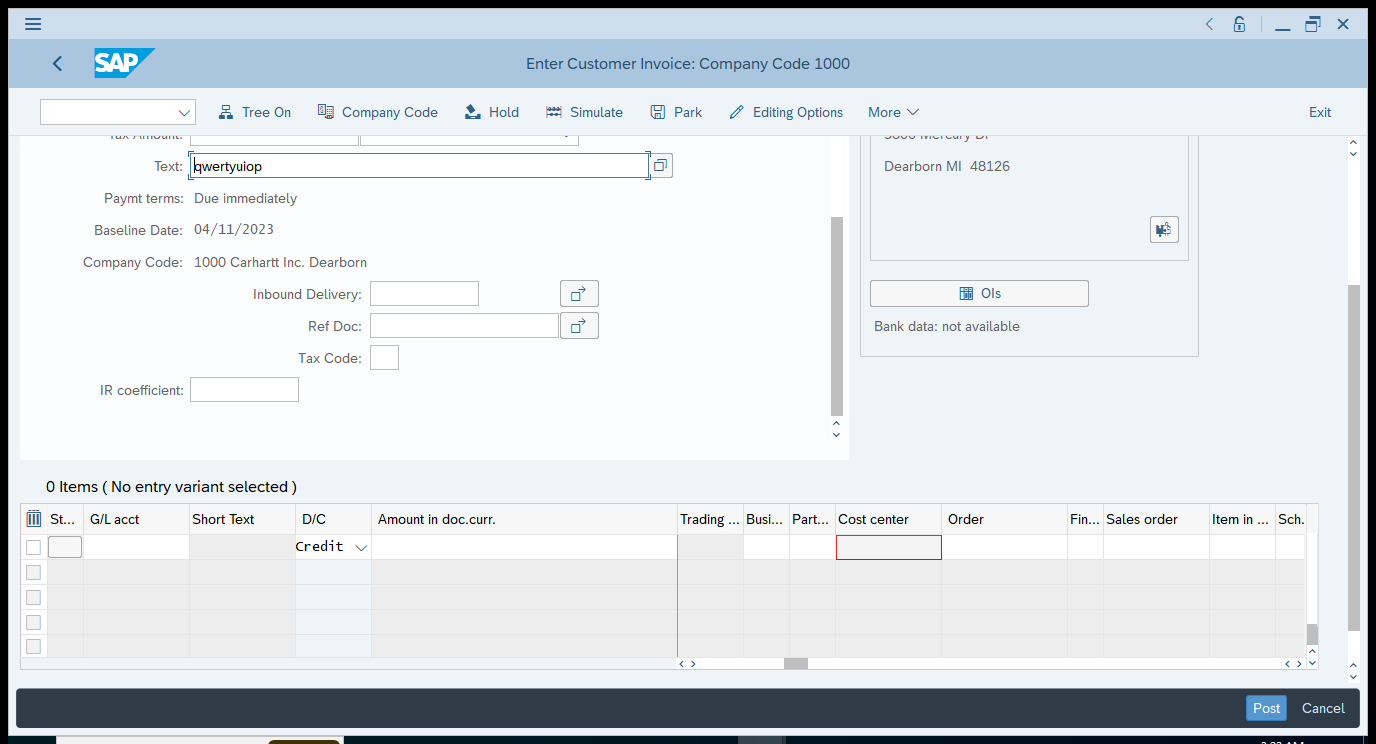 SAP
Enter Customer Invoice: Company Code 1000
Tree On Company Code Hold Simulate Park Editing Options More Exit
Tax Amount:
Text: qwertyuiop
Paymt terms: Due immediately
Baseline Date: 04/11/2023
Company Code: 1000 Carhartt Inc. Dearborn
Inbound Delivery:
Ref Doc:
Tax Code:
IR coefficient:
Dearborn MI 48126
OIs
Bank data: not available
0 Items ( No entry variant selected )
St... G/L acct Short Text D/C Amount in doc.curr. Trading ... Busi... Part... Cost center Order Fin... Sales order Item in ... Sch.
Credit
Post Cancel